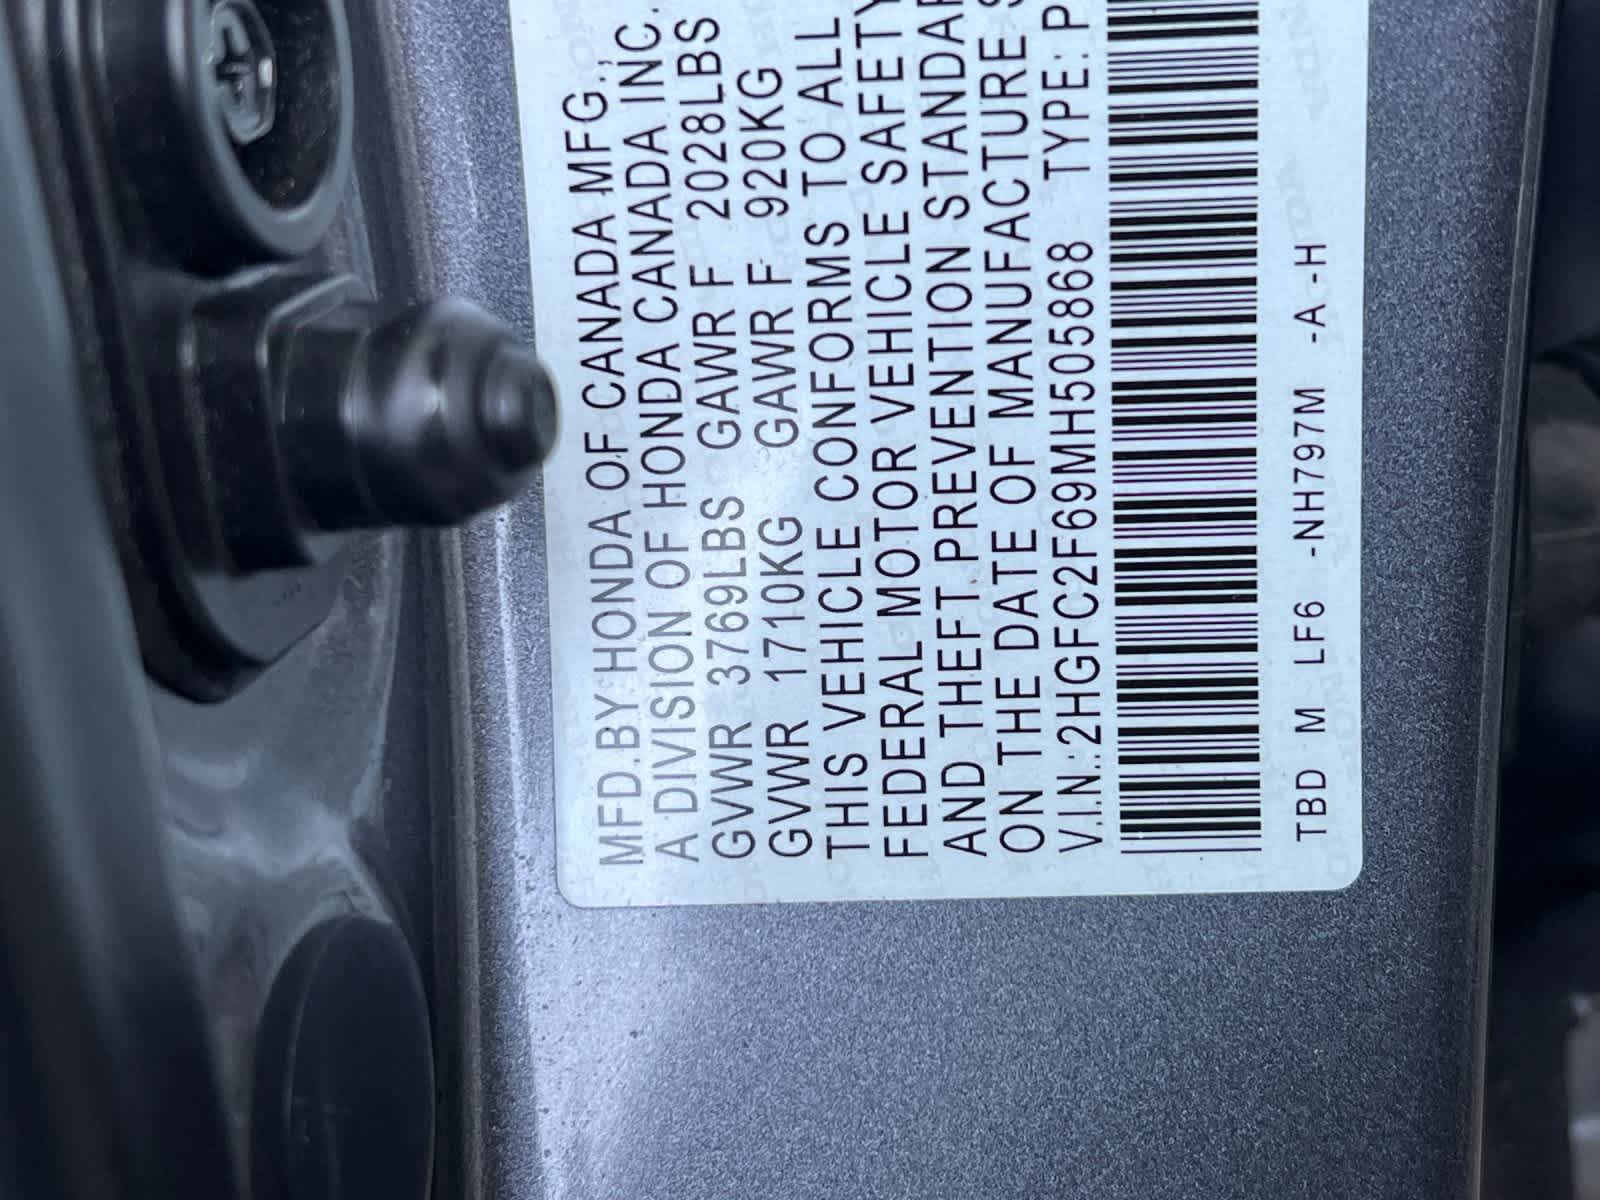 MFD.BY HONDA OF CANADA MFG.,
A DIVISION OF HONDA CANADA INC.
GVWR 3769LBS GAWR F 2028LBS
GVWR 1710KG GAWR F 920KG
THIS VEHICLE CONFORMS TO ALL
FEDERAL MOTOR VEHICLE SAFETY
AND THEFT PREVENTION STANDAR
ON THE DATE OF MANUFACTURE
V.I.N.:2HGFC2F69MH505868 TYPE:P
TBD M LF6 -NH797M -A -H